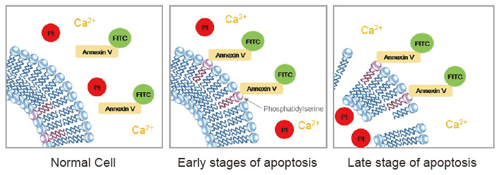 PI
Ca2+
FITC
Annexin V
PI
FITC
Annexin V
Ca2+
Normal Cell
PI
Ca2+
FITC
Annexin V
FITC
Annexin V
Phosphatidylserine
PI
Ca2+
Early stages of apoptosis
Ca2+
FITC
Annexin V
FITC
Annexin V
PI
PI
Ca2+
Late stage of apoptosis